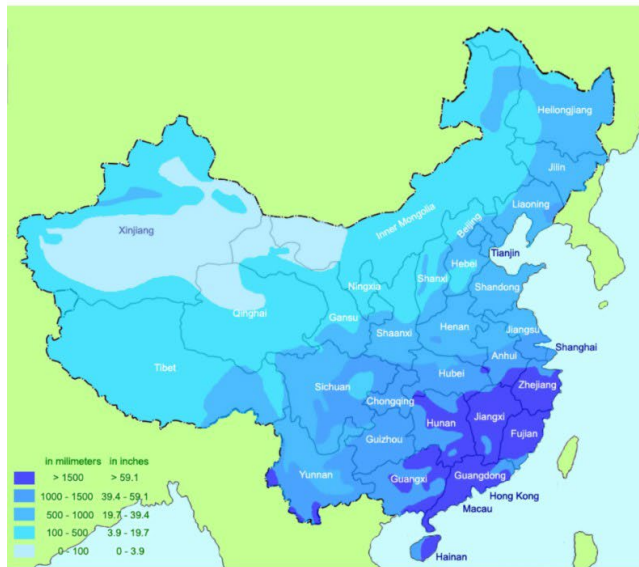 Heilongjiang
Jilin
Liaoning
Inner Mongolia
Beijing
Xinjiang
Tianjin
Hebei
Shanxi
Ningxia
Shandong
Qinghai
Gansu
Shaanxi
Henan
Jiangsu
Shanghai
Anhui
Tibet
Hubei
Zhejiang
Sichuan
Chongqing
Hunan
Jiangxi
Guizhou
Fujian
Yunnan
Guangxi
Guangdong
Hong Kong
Macau
Hainan
in milimeters in inches
> 1500 > 59.1
1000 - 1500 39.4 - 59.1
500 - 1000 19.7 - 39.4
100 - 500 3.9 - 19.7
0 - 100 0 - 3.9